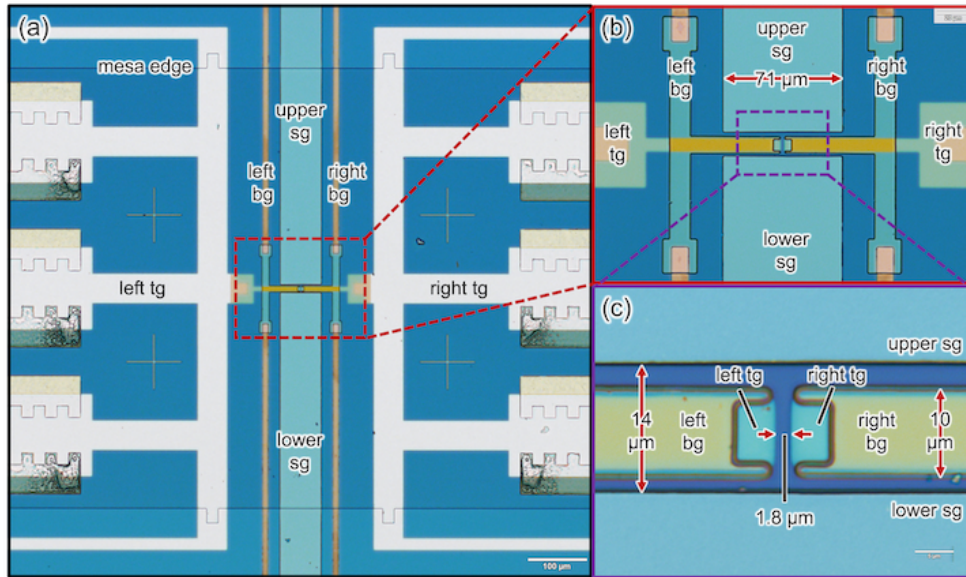 (a)
mesa edge
upper
sg
left
bg
right
bg
left tg
right tg
lower
sg
100 µm
(b)
upper
sg
left
bg
71 µm
right
bg
left
tg
right
tg
lower
sg
(c)
upper sg
left tg
right tg
14
µm
left
bg
right
bg
10
µm
1.8 µm
lower sg